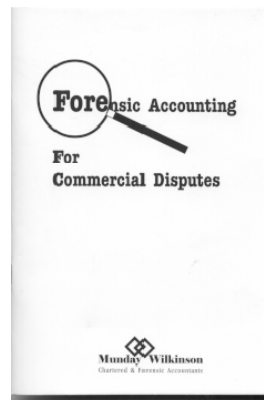 Forensic Accounting
For
Commercial Disputes
Munday Wilkinson
Chartered & Forensic Accountants